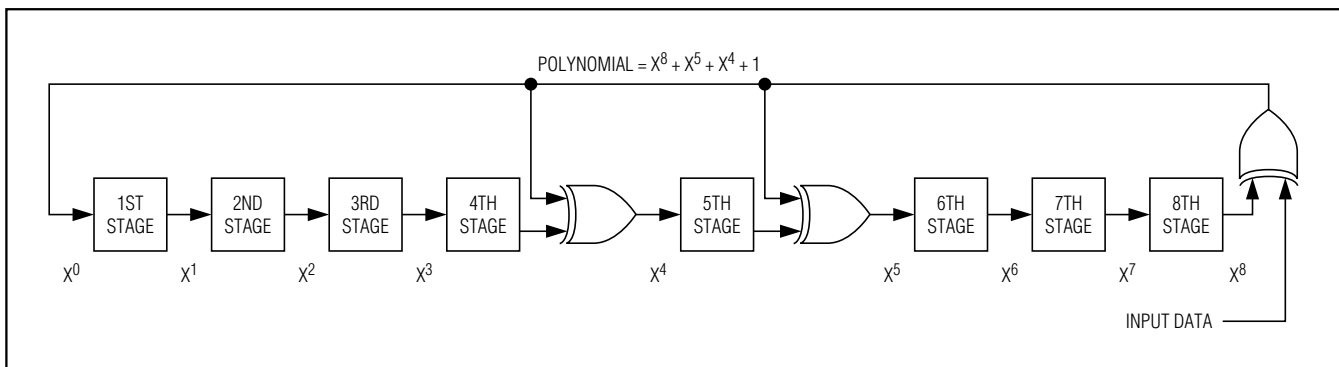 POLYNOMIAL = X⁸ + X⁵ + X⁴ + 1
1ST
STAGE
2ND
STAGE
3RD
STAGE
4TH
STAGE
5TH
STAGE
6TH
STAGE
7TH
STAGE
8TH
STAGE
X⁰
X¹
X²
X³
X⁴
X⁵
X⁶
X⁷
X⁸
INPUT DATA